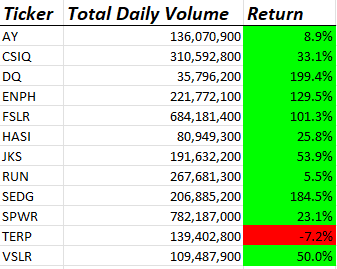 Ticker Total Daily Volume Return
AY 136,070,900 8.9%
CSIQ 310,592,800 33.1%
DQ 35,796,200 199.4%
ENPH 221,772,100 129.5%
FSLR 684,181,400 101.3%
HASI 80,949,300 25.8%
JKS 191,632,200 53.9%
RUN 267,681,300 5.5%
SEDG 206,885,200 184.5%
SPWR 782,187,000 23.1%
TERP 139,402,800 -7.2%
VSLR 109,487,900 50.0%